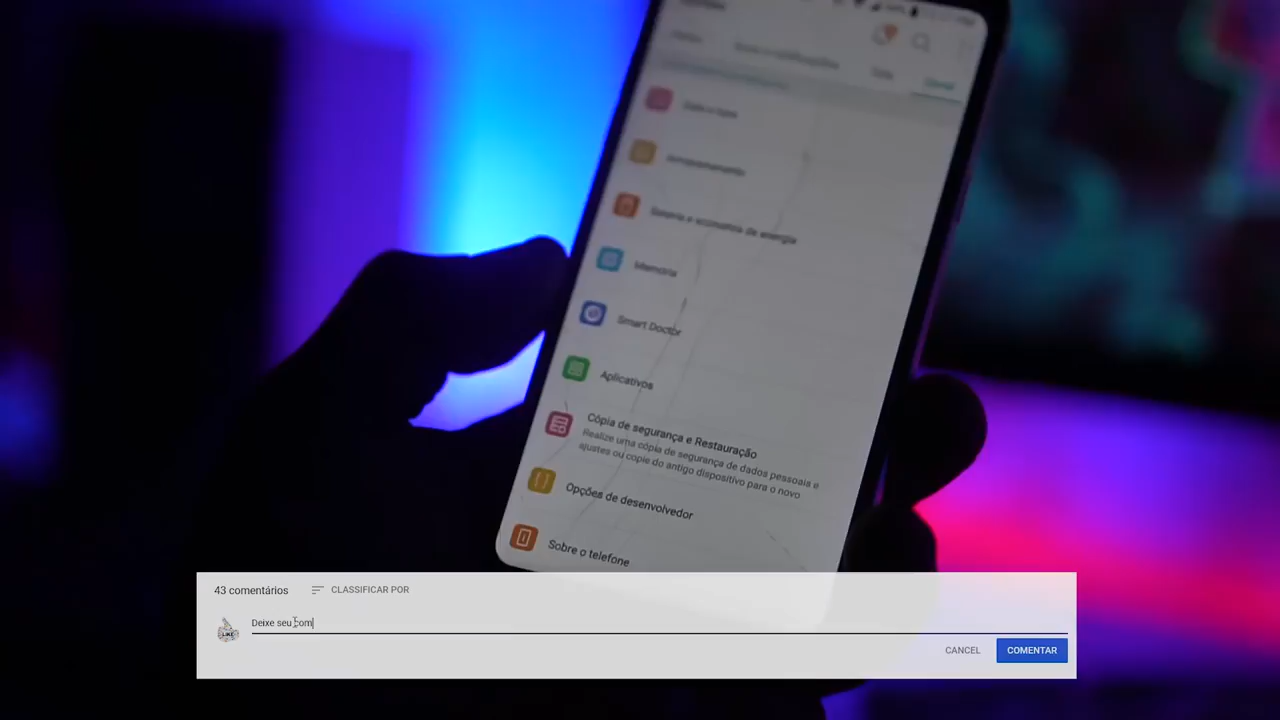 Geral
Armazenamento
Bateria e economia de energia
Memória
Smart Doctor
Aplicativos
Cópia de segurança e Restauração
Realize uma cópia de segurança de dados pessoais e
ajustes ou copie do antigo dispositivo para o novo
Opções de desenvolvedor
Sobre o telefone
43 comentários
CLASSIFICAR POR
LIKE
Deixe seu com
CANCEL
COMENTAR